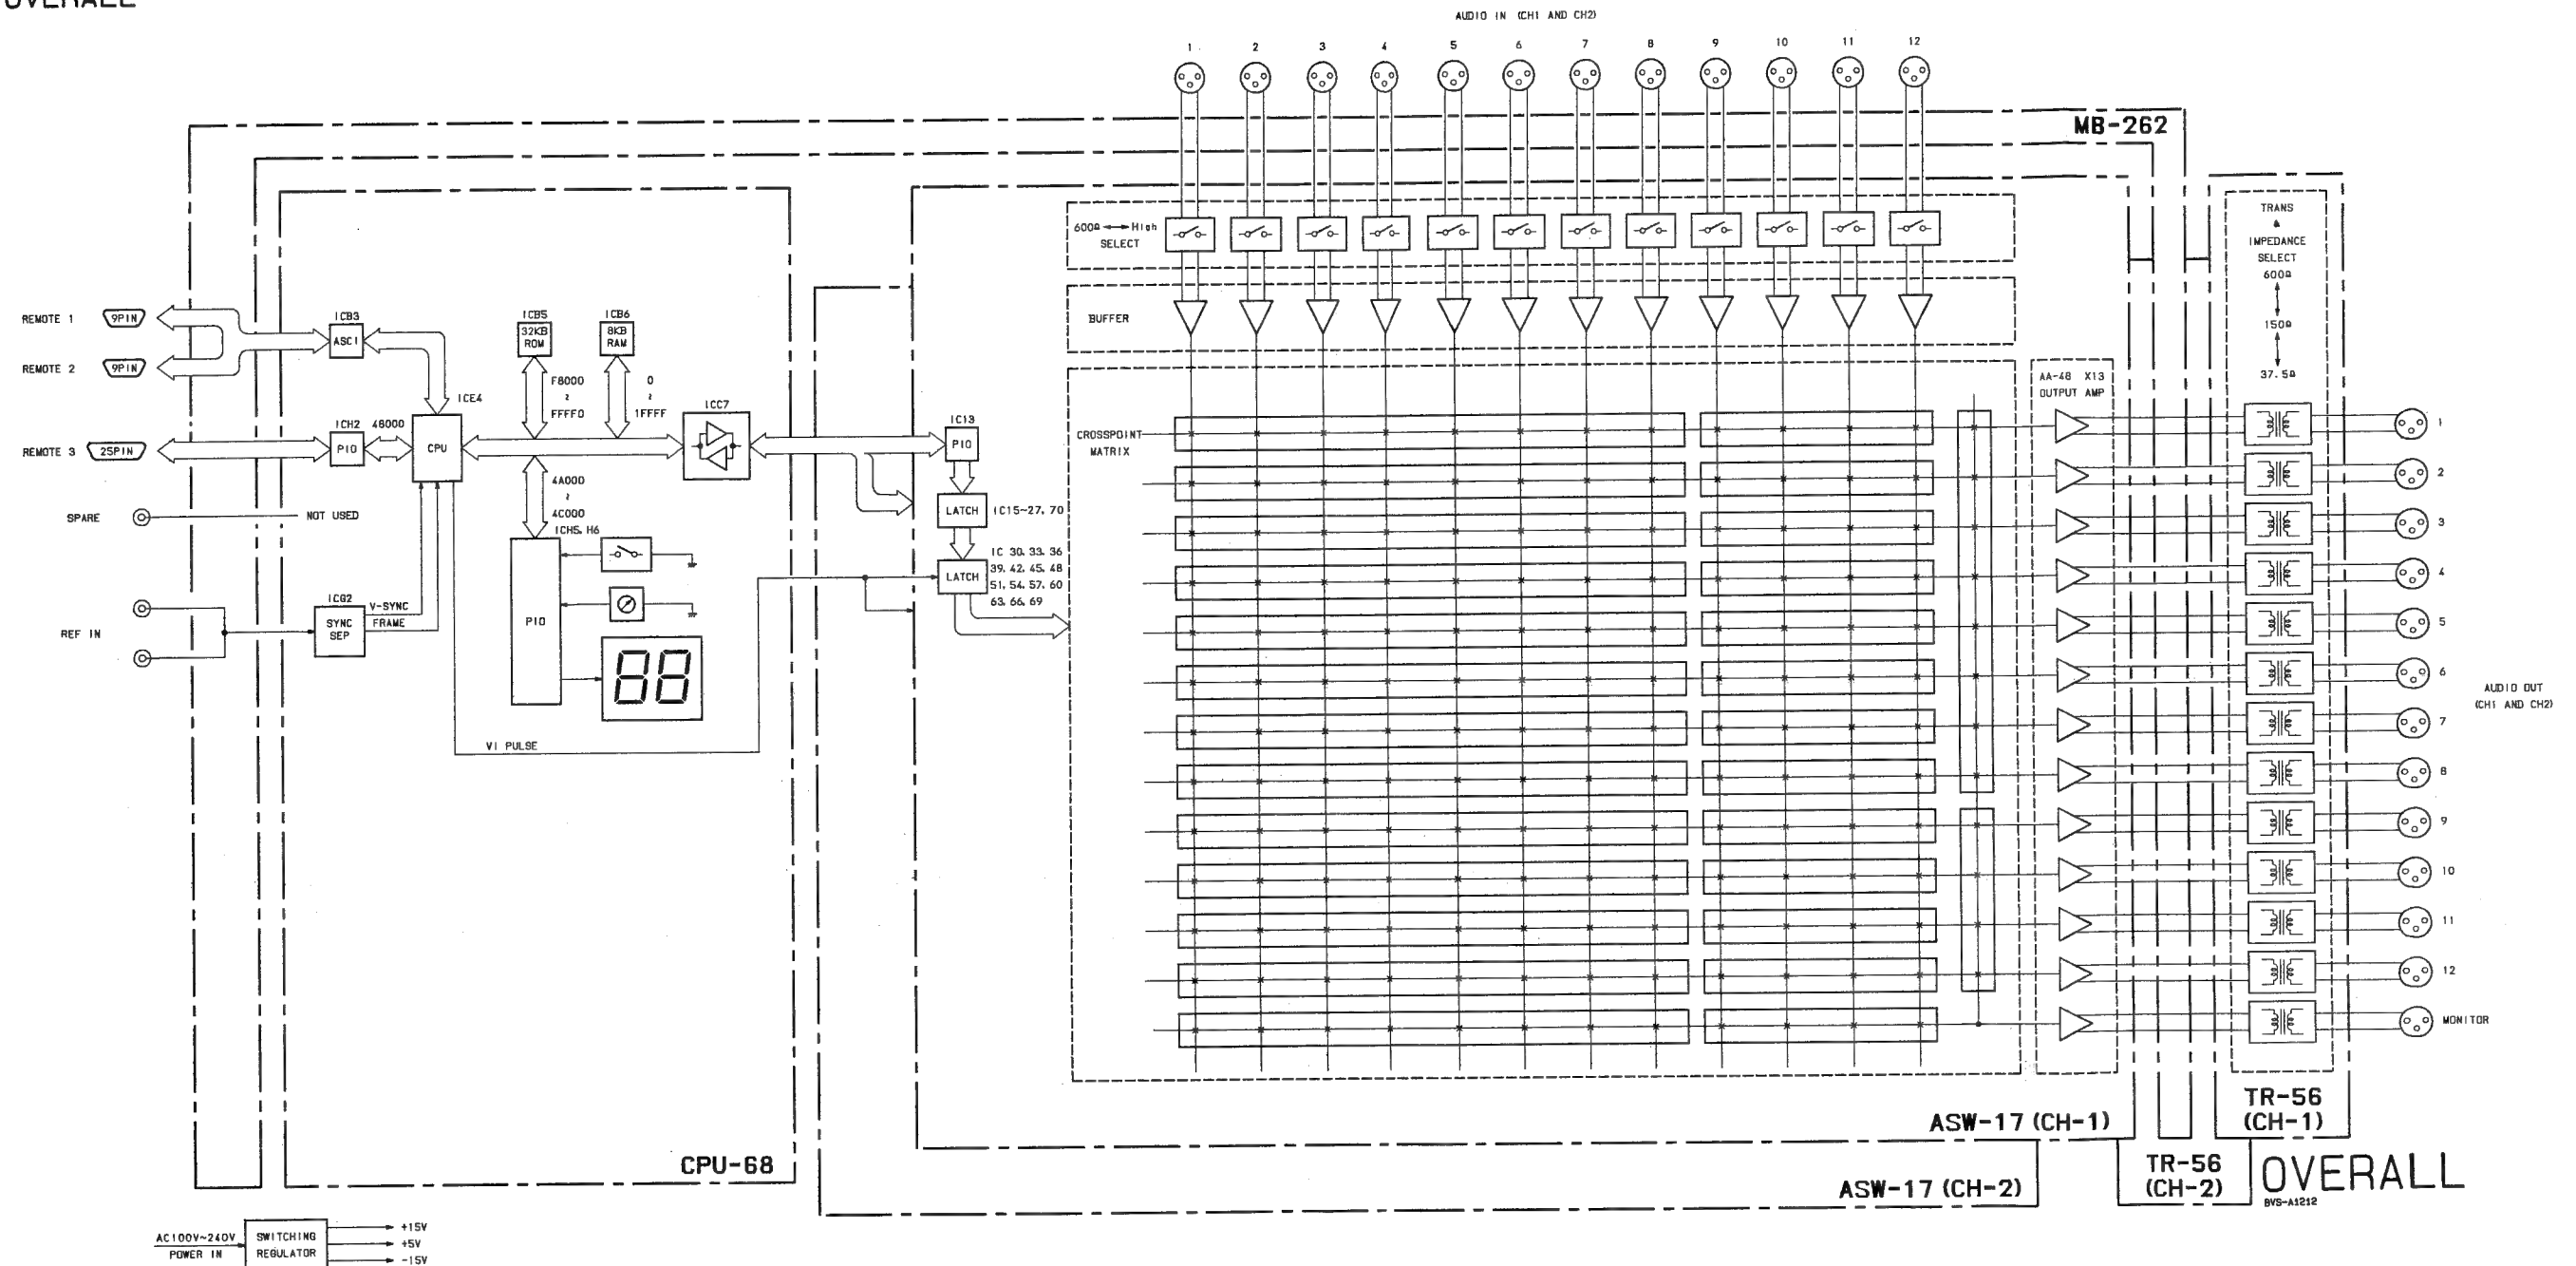 OVERALL
AUDIO IN (CH1 AND CH2)
1 2 3 4 5 6 7 8 9 10 11 12
MB-262
600Ω High
SELECT
BUFFER
CROSSPOINT
MATRIX
AA-48 X13
OUTPUT AMP
TRANS
&
IMPEDANCE
SELECT
600Ω
150Ω
37.5Ω
REMOTE 1
9PIN
REMOTE 2
9PIN
REMOTE 3
25PIN
SPARE
NOT USED
REF IN
ICB3
ASCI
ICH2
PIO
48000
ICE4
CPU
ICG2
SYNC
SEP
V-SYNC
FRAME
ICB5
32KB
ROM
F8000
~
FFFF0
ICB6
8KB
RAM
0
~
1FFFF
ICC7
4A000
~
4C000
ICH5, H6
PIO
88
VI PULSE
IC13
PIO
LATCH
IC15~27, 70
LATCH
IC 30, 33, 36
39, 42, 45, 48
51, 54, 57, 60
63, 66, 69
1
2
3
4
5
6
7
8
9
10
11
12
MONITOR
AUDIO OUT
(CH1 AND CH2)
CPU-68
ASW-17 (CH-1)
ASW-17 (CH-2)
TR-56
(CH-1)
TR-56
(CH-2)
OVERALL
BVS-A1212
AC100V~240V
POWER IN
SWITCHING
REGULATOR
+15V
+5V
-15V